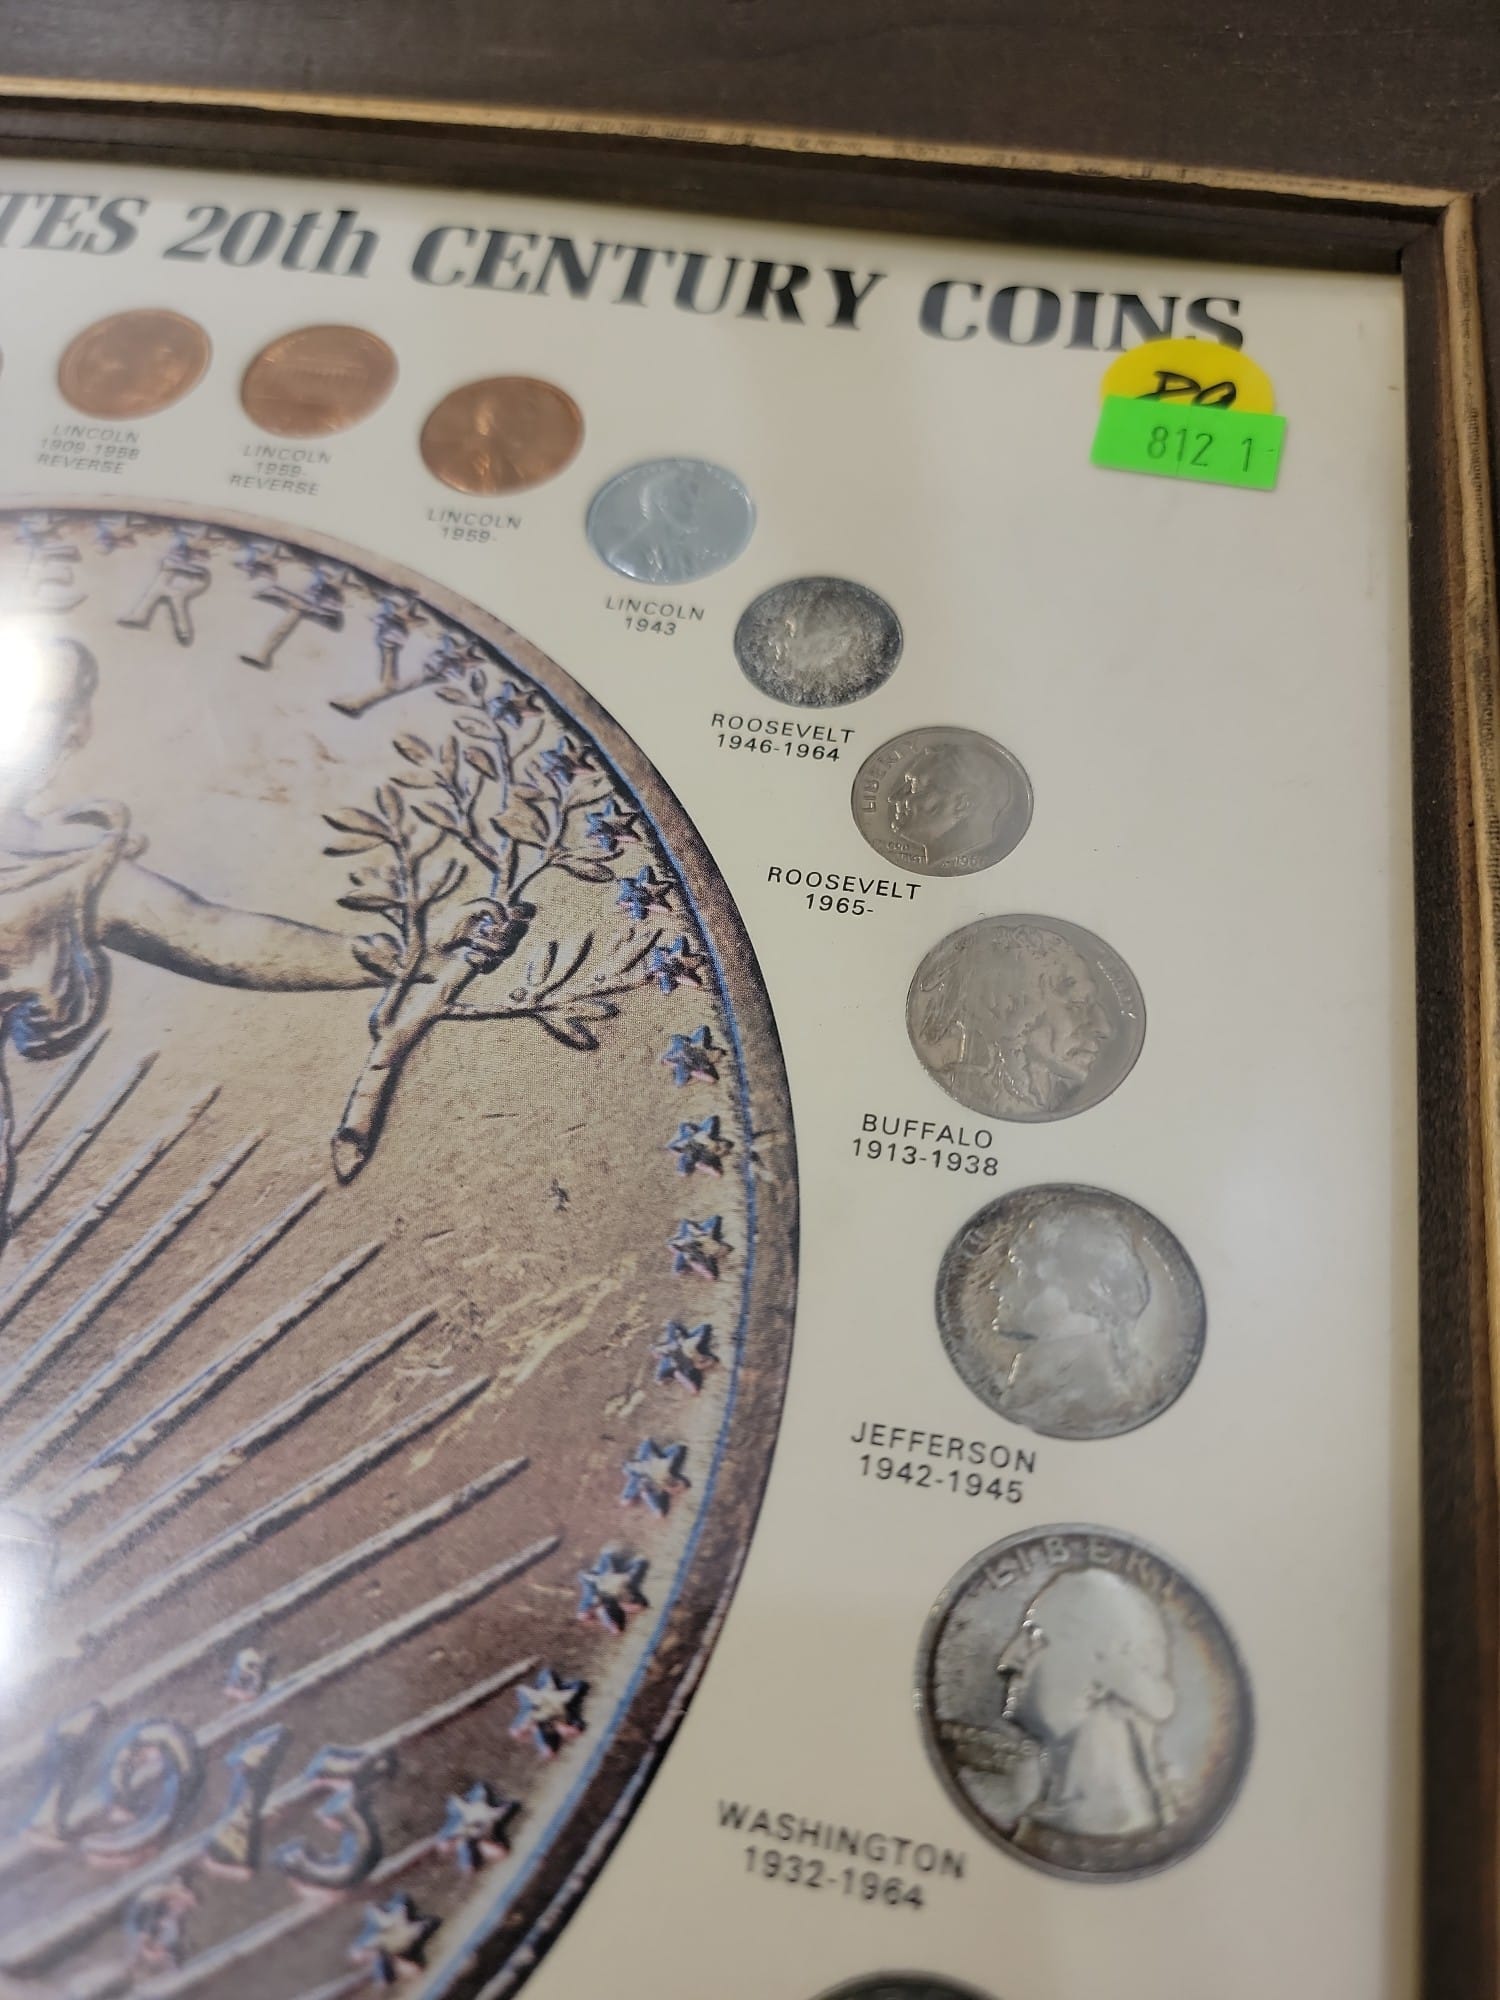 TES 20th CENTURY COINS
812 1
LINCOLN
1909-1958
REVERSE
LINCOLN
1959-
REVERSE
LINCOLN
1959-
LINCOLN
1943
ROOSEVELT
1946-1964
LIBERTY
ROOSEVELT
1965-
BUFFALO
1913-1938
JEFFERSON
1942-1945
LIBERTY
WASHINGTON
1932-1964
ERTY